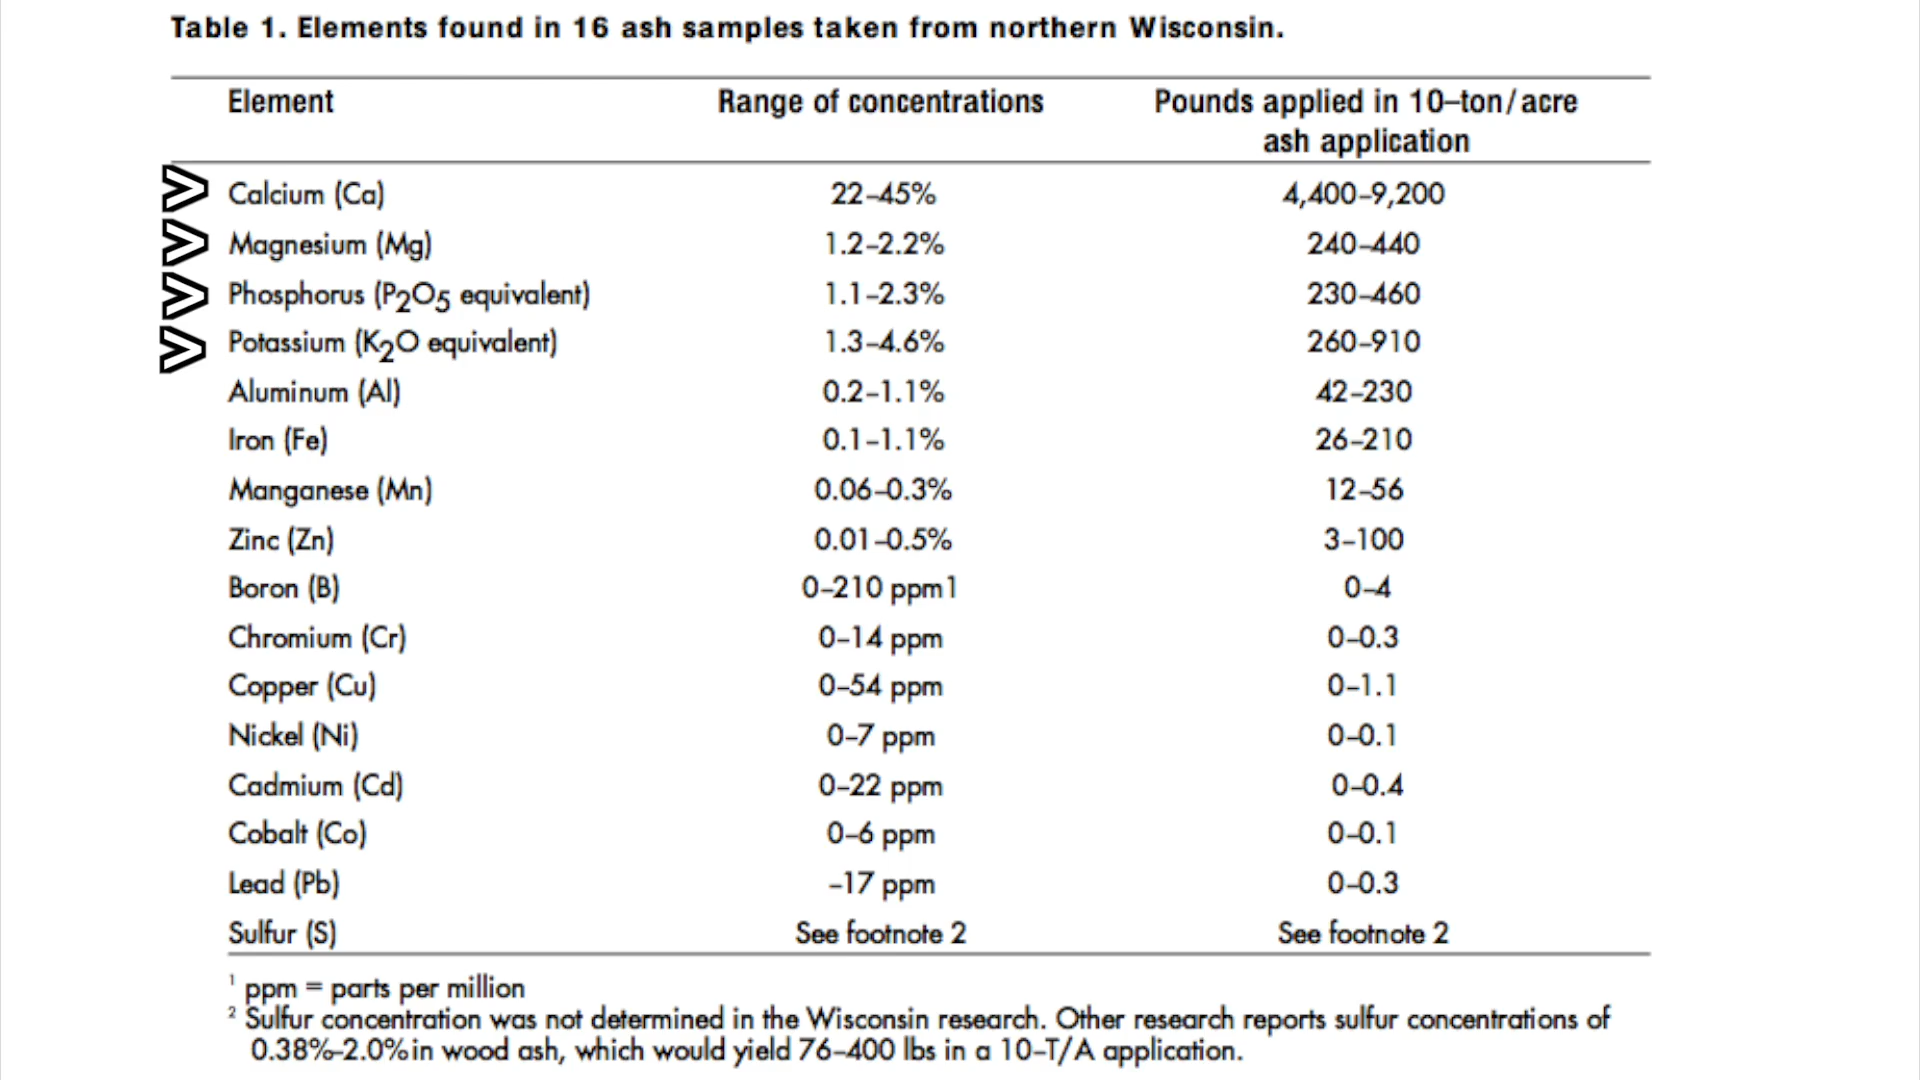 Table 1. Elements found in 16 ash samples taken from northern Wisconsin.
Element Range of concentrations Pounds applied in 10–ton/acre
ash application
Calcium (Ca) 22–45% 4,400–9,200
Magnesium (Mg) 1.2–2.2% 240–440
Phosphorus (P2O5 equivalent) 1.1–2.3% 230–460
Potassium (K2O equivalent) 1.3–4.6% 260–910
Aluminum (Al) 0.2–1.1% 42–230
Iron (Fe) 0.1–1.1% 26–210
Manganese (Mn) 0.06–0.3% 12–56
Zinc (Zn) 0.01–0.5% 3–100
Boron (B) 0–210 ppm1 0–4
Chromium (Cr) 0–14 ppm 0–0.3
Copper (Cu) 0–54 ppm 0–1.1
Nickel (Ni) 0–7 ppm 0–0.1
Cadmium (Cd) 0–22 ppm 0–0.4
Cobalt (Co) 0–6 ppm 0–0.1
Lead (Pb) –17 ppm 0–0.3
Sulfur (S) See footnote 2 See footnote 2
1 ppm = parts per million
2 Sulfur concentration was not determined in the Wisconsin research. Other research reports sulfur concentrations of
0.38%–2.0% in wood ash, which would yield 76–400 lbs in a 10–T/A application.